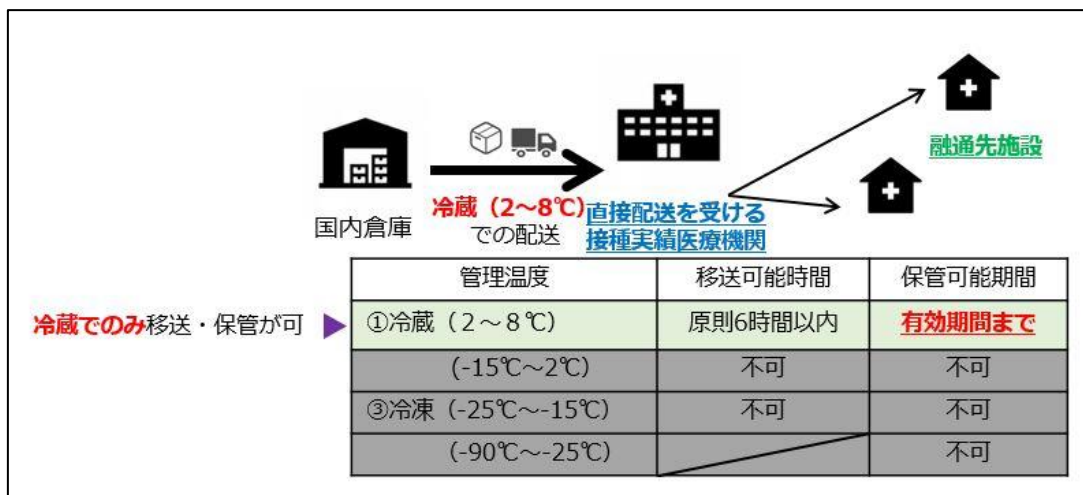 融通先施設
国内倉庫
冷蔵（2～8℃）
での配送
直接配送を受ける
接種実績医療機関
管理温度 移送可能時間 保管可能期間
冷蔵でのみ移送・保管が可
①冷蔵（２～８℃） 原則6時間以内 有効期間まで
(-15℃～2℃) 不可 不可
③冷凍（-25℃～-15℃） 不可 不可
(-90℃～-25℃) 不可